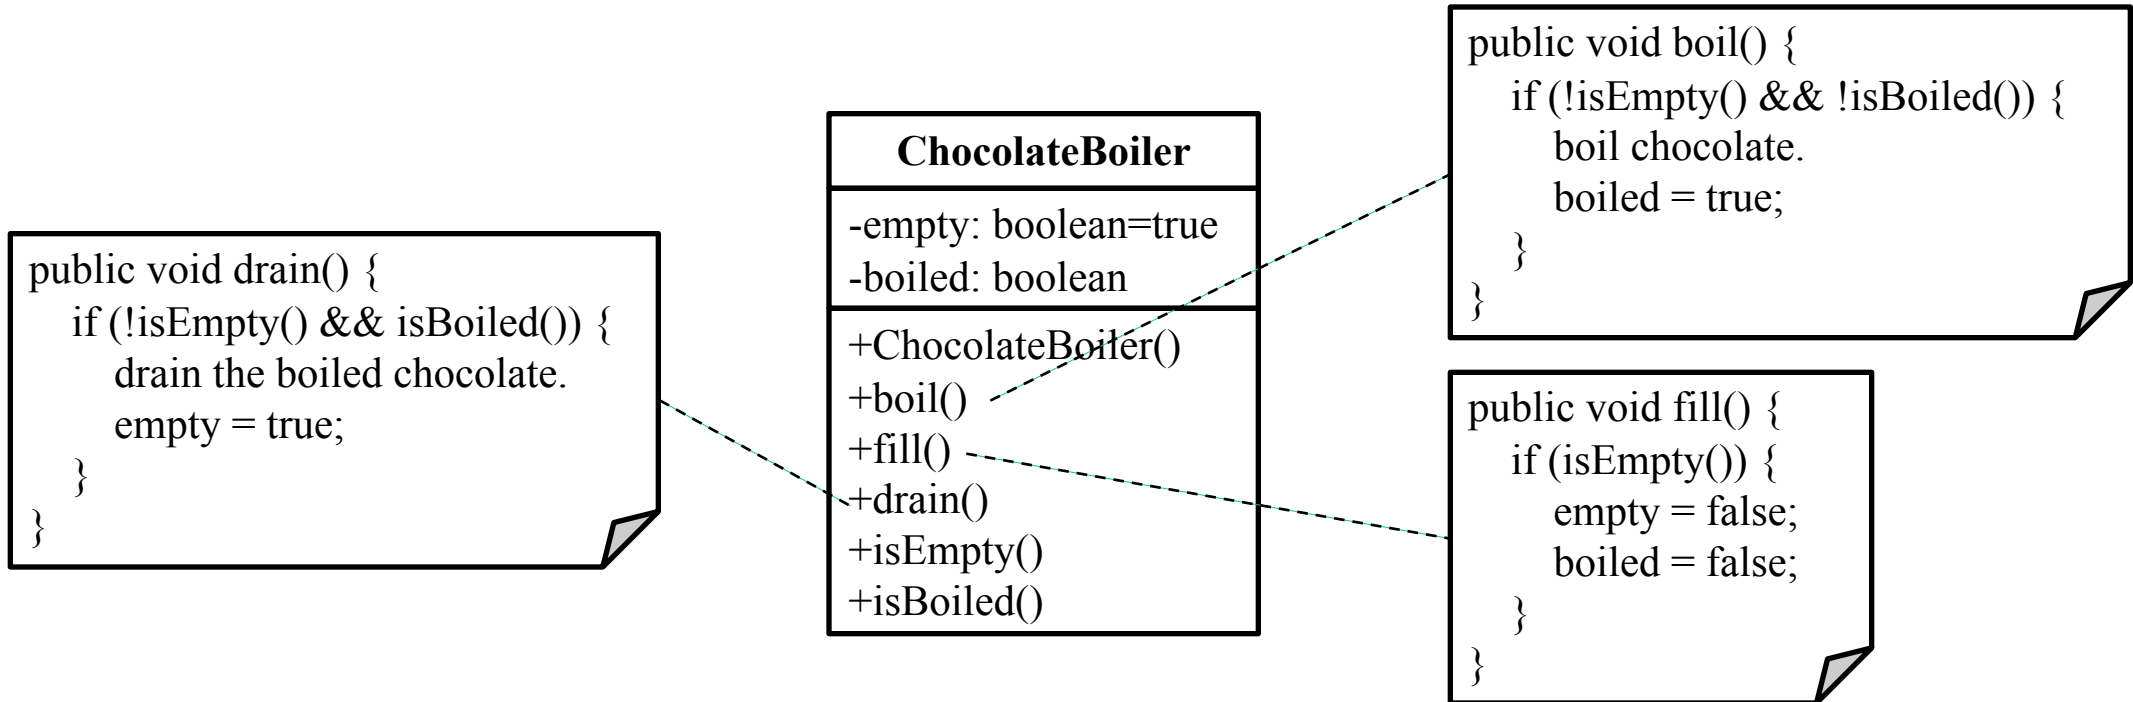 public void drain() {
if (!isEmpty() && isBoiled()) {
drain the boiled chocolate.
empty = true;
}
}
ChocolateBoiler
-empty: boolean=true
-boiled: boolean
+ChocolateBoiler()
+boil()
+fill()
+drain()
+isEmpty()
+isBoiled()
public void boil() {
if (!isEmpty() && !isBoiled()) {
boil chocolate.
boiled = true;
}
}
public void fill() {
if (isEmpty()) {
empty = false;
boiled = false;
}
}